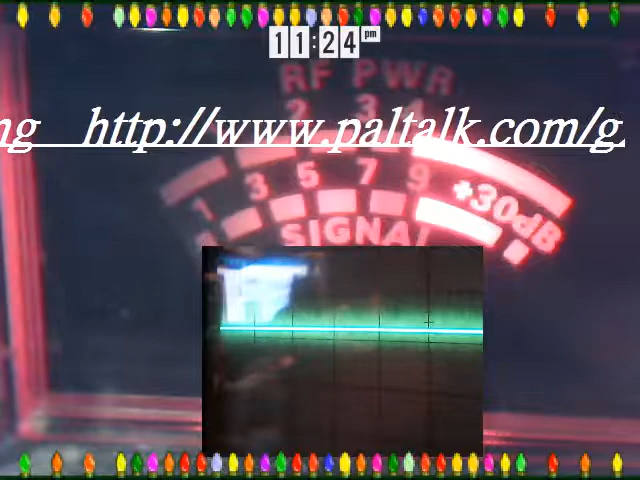 11:24 pm
RF PWR
2 3 4
ng http://www.paltalk.com/g
1 3 5 7 9 +30dB
SIGNAL